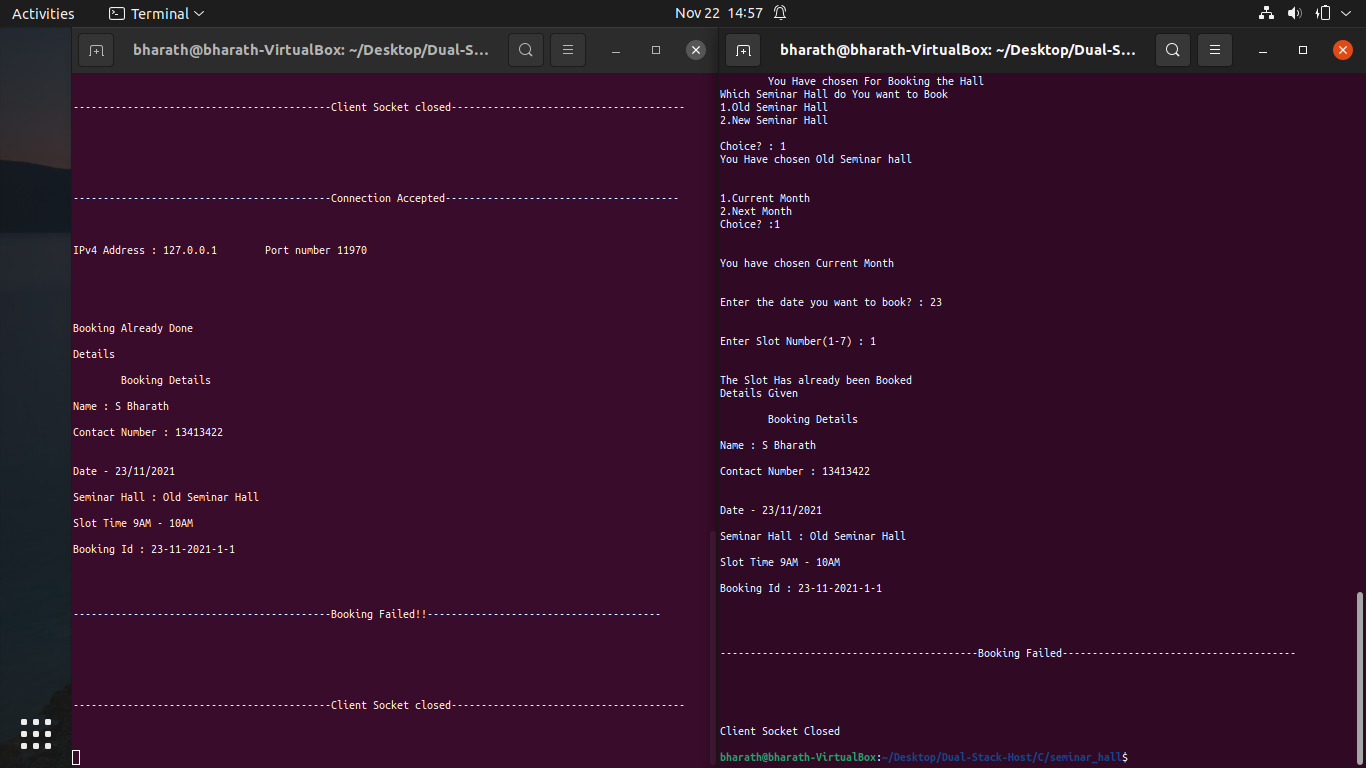 Activities Terminal Nov 22 14:57
bharath@bharath-VirtualBox: ~/Desktop/Dual-S...
----------------------------------------Client Socket closed---------------------------------------
-------------------------------------------Connection Accepted---------------------------------------
IPv4 Address : 127.0.0.1        Port number 11970
Booking Already Done
Details
        Booking Details
Name : S Bharath
Contact Number : 13413422
Date - 23/11/2021
Seminar Hall : Old Seminar Hall
Slot Time 9AM - 10AM
Booking Id : 23-11-2021-1-1
-------------------------------------------Booking Failed!!---------------------------------------
-------------------------------------------Client Socket closed---------------------------------------
bharath@bharath-VirtualBox: ~/Desktop/Dual-S...
        You Have chosen For Booking the Hall
Which Seminar Hall do You want to Book
1.Old Seminar Hall
2.New Seminar Hall
Choice? : 1
You Have chosen Old Seminar hall
1.Current Month
2.Next Month
Choice? :1
You have chosen Current Month
Enter the date you want to book? : 23
Enter Slot Number(1-7) : 1
The Slot Has already been Booked
Details Given
        Booking Details
Name : S Bharath
Contact Number : 13413422
Date - 23/11/2021
Seminar Hall : Old Seminar Hall
Slot Time 9AM - 10AM
Booking Id : 23-11-2021-1-1
-------------------------------------------Booking Failed---------------------------------------
Client Socket Closed
bharath@bharath-VirtualBox:~/Desktop/Dual-Stack-Host/C/seminar_hall$